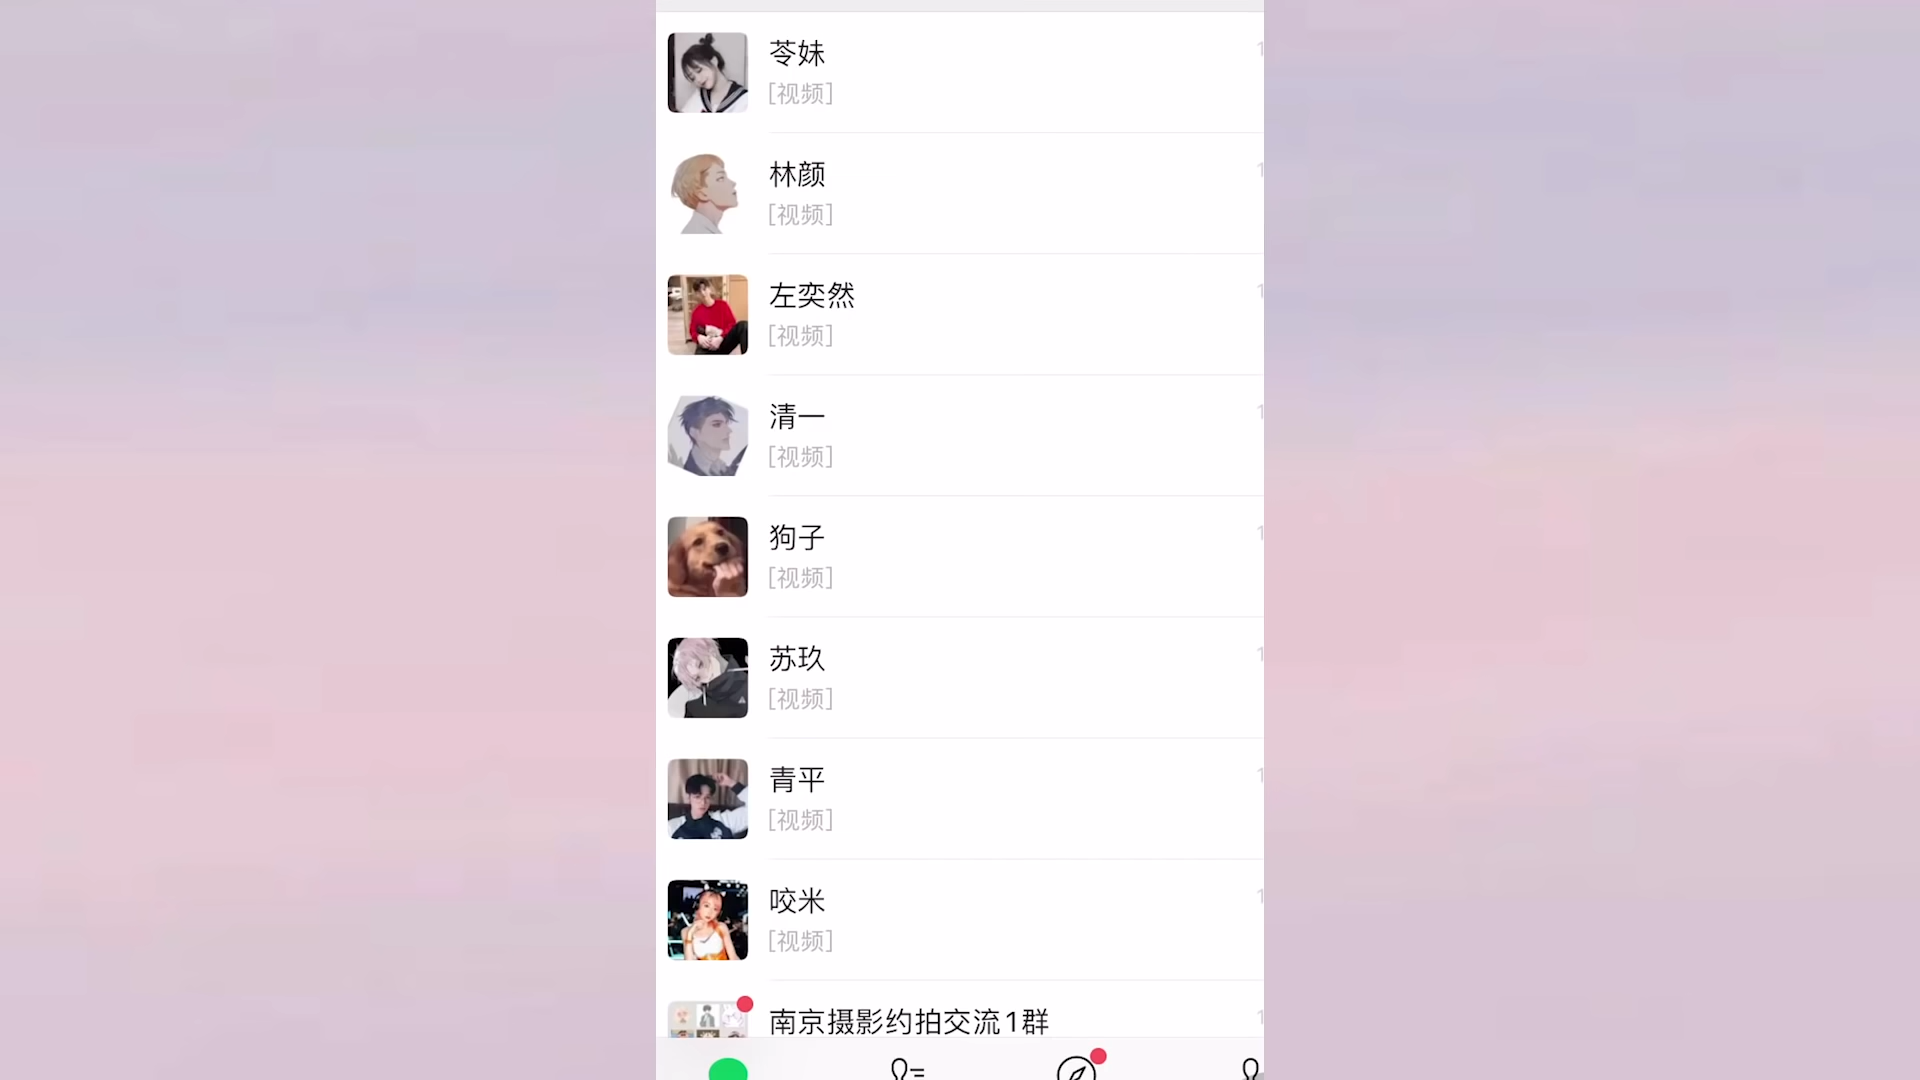 苓妹
[视频]
林颜
[视频]
左奕然
[视频]
清一
[视频]
狗子
[视频]
苏玖
[视频]
青平
[视频]
咬米
[视频]
南京摄影约拍交流1群